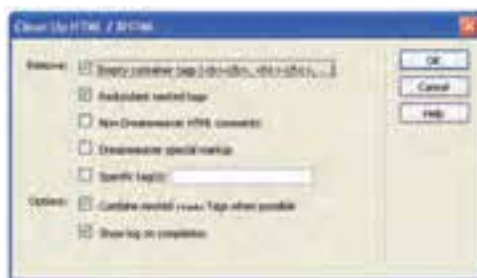 Clean Up HTML / XHTML
Remove: Empty container tags (<b></b>, <h1></h1>, ...)
Redundant nested tags
Non-Dreamweaver HTML comments
Dreamweaver special markup
Specific tag(s):
Options: Combine nested <font> Tags when possible
Show log on completion
OK
Cancel
Help